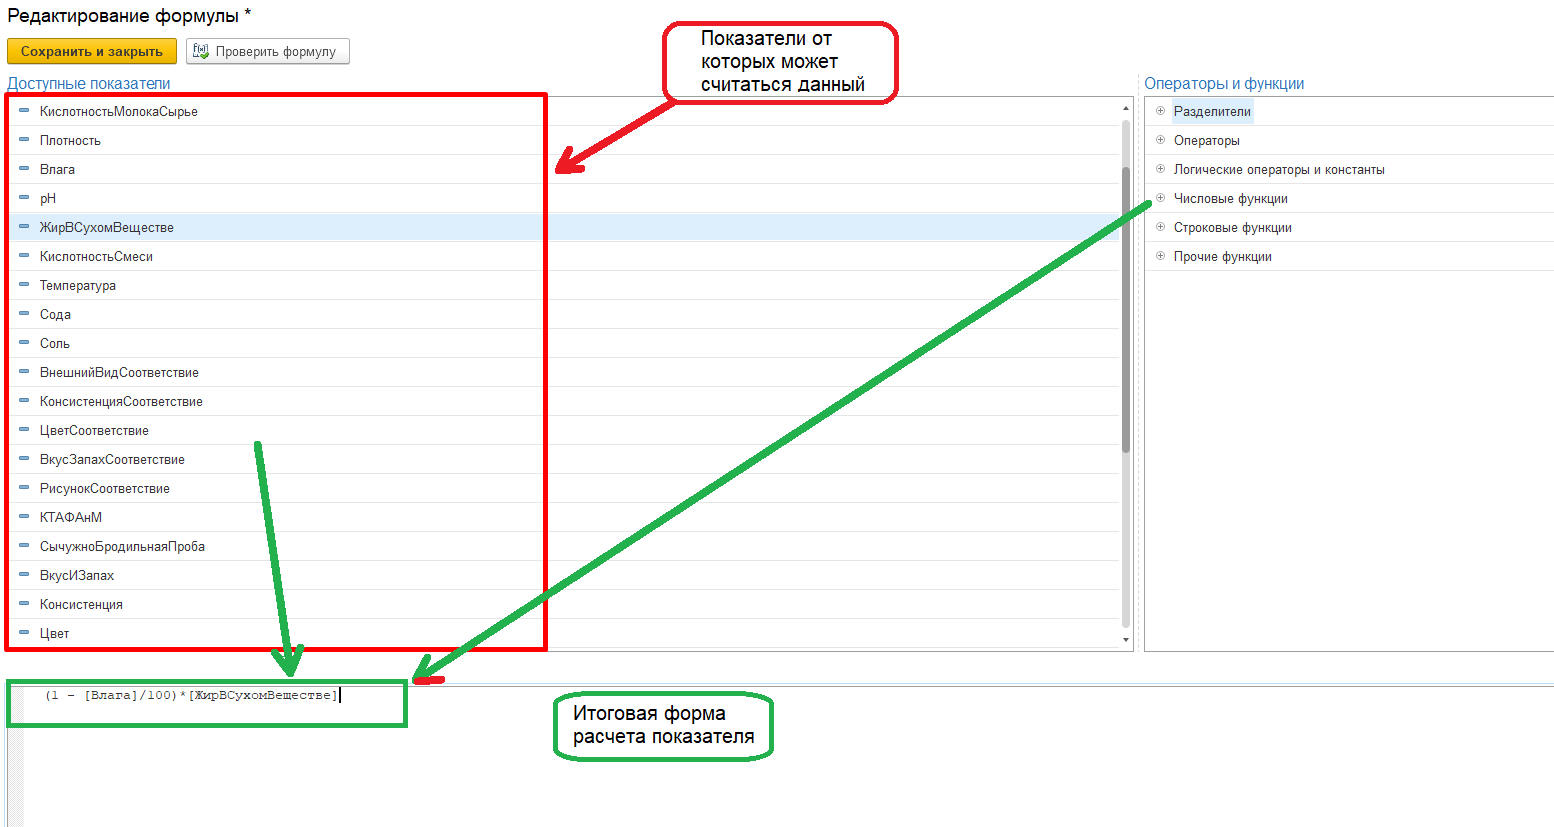 Редактирование формулы *
Сохранить и закрыть
Проверить формулу
Показатели от
которых может
считаться данный
Доступные показатели
КислотностьМолокаСырье
Плотность
Влага
pH
ЖирВСухомВеществе
КислотностьСмеси
Температура
Сода
Соль
ВнешнийВидСоответствие
КонсистенцияСоответствие
ЦветСоответствие
ВкусЗапахСоответствие
РисунокСоответствие
КТАФАнМ
СычужноБродильнаяПроба
ВкусИЗапах
Консистенция
Цвет
Операторы и функции
Разделители
Операторы
Логические операторы и константы
Числовые функции
Строковые функции
Прочие функции
(1 - [Влага]/100)*[ЖирВСухомВеществе]
Итоговая форма
расчета показателя